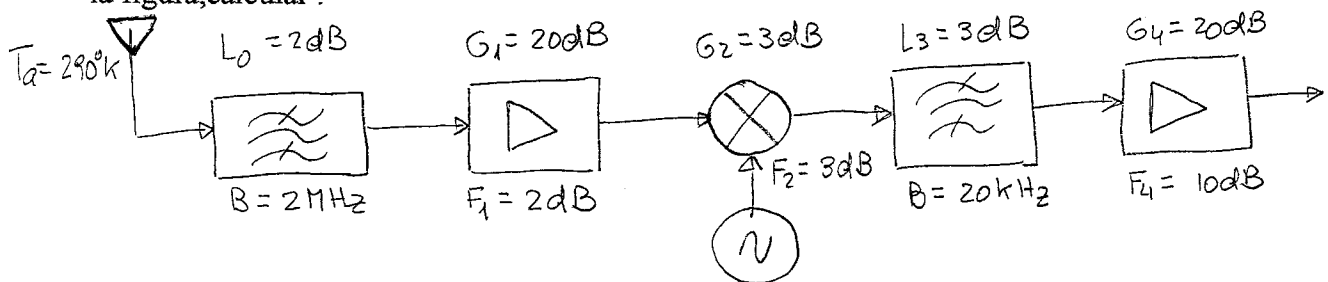 la figura,calcular :
L₀ = 2dB
G₁ = 20dB
G₂ = 3dB
L₃ = 3dB
G₄ = 20dB
Ta = 290°k
B = 2MHz
F₁ = 2dB
F₂ = 3dB
B = 20kHz
F₄ = 10dB